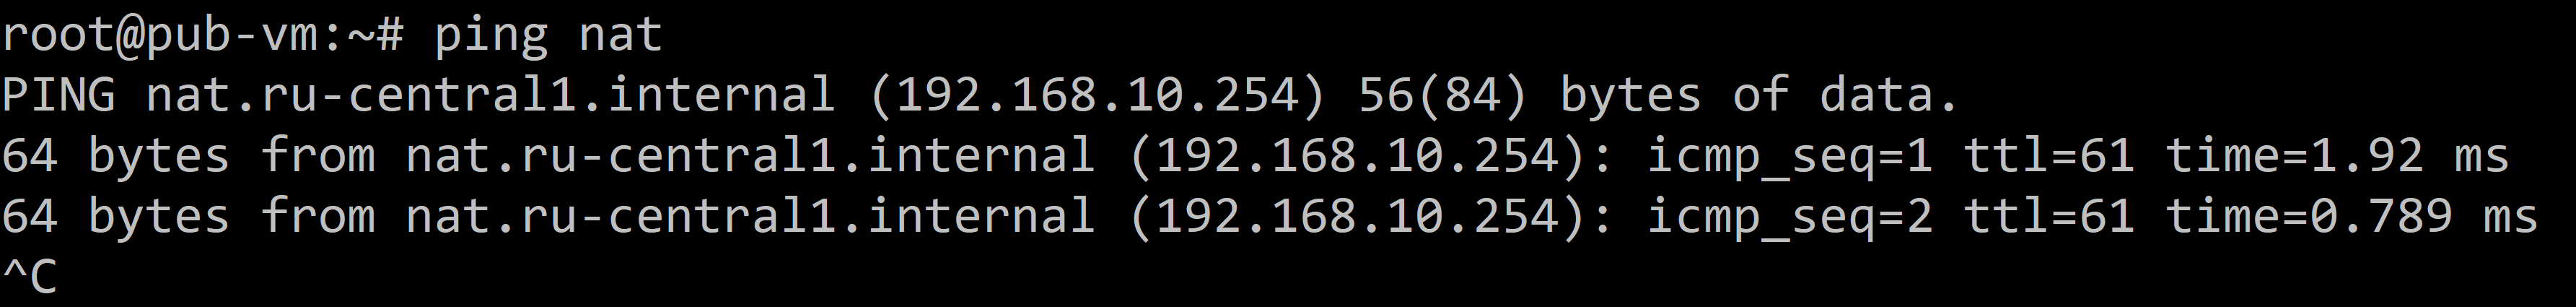 root@pub-vm:~# ping nat
PING nat.ru-central1.internal (192.168.10.254) 56(84) bytes of data.
64 bytes from nat.ru-central1.internal (192.168.10.254): icmp_seq=1 ttl=61 time=1.92 ms
64 bytes from nat.ru-central1.internal (192.168.10.254): icmp_seq=2 ttl=61 time=0.789 ms
^C